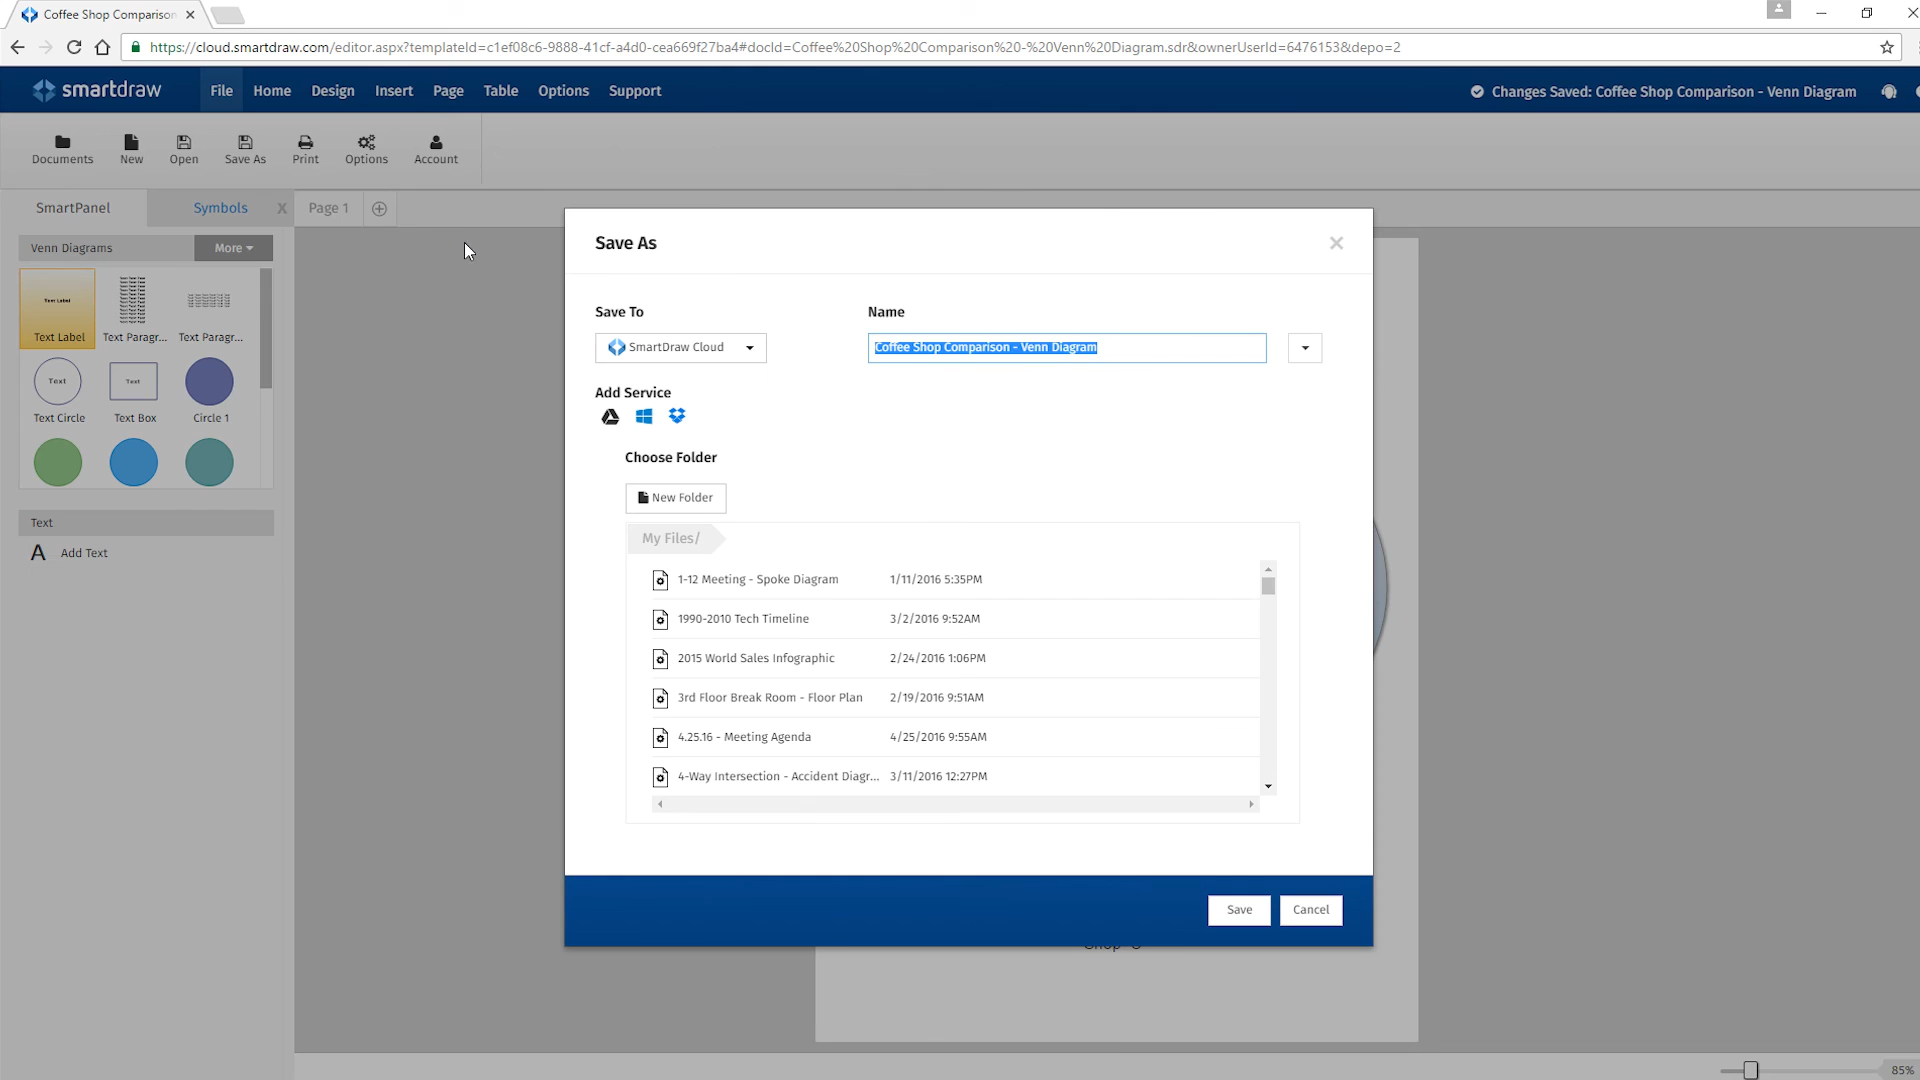 Coffee Shop Comparison
https://cloud.smartdraw.com/editor.aspx?templateId=c1ef08c6-9888-41cf-a4d0-cea669f27ba4#docId=Coffee%20Shop%20Comparison%20-%20Venn%20Diagram.sdr&ownerUserId=6476153&depo=2
smartdraw File Home Design Insert Page Table Options Support Changes Saved: Coffee Shop Comparison - Venn Diagram
Documents New Open Save As Print Options Account
SmartPanel Symbols X Page 1
Venn Diagrams More
Text Label
Text Label Text Paragr... Text Paragr...
Text Text
Text Circle Text Box Circle 1
Text
A Add Text
Save As
Save To Name
SmartDraw Cloud Coffee Shop Comparison - Venn Diagram
Add Service
Choose Folder
New Folder
My Files/
1-12 Meeting - Spoke Diagram 1/11/2016 5:35PM
1990-2010 Tech Timeline 3/2/2016 9:52AM
2015 World Sales Infographic 2/24/2016 1:06PM
3rd Floor Break Room - Floor Plan 2/19/2016 9:51AM
4.25.16 - Meeting Agenda 4/25/2016 9:55AM
4-Way Intersection - Accident Diagr... 3/11/2016 12:27PM
Save Cancel
85%